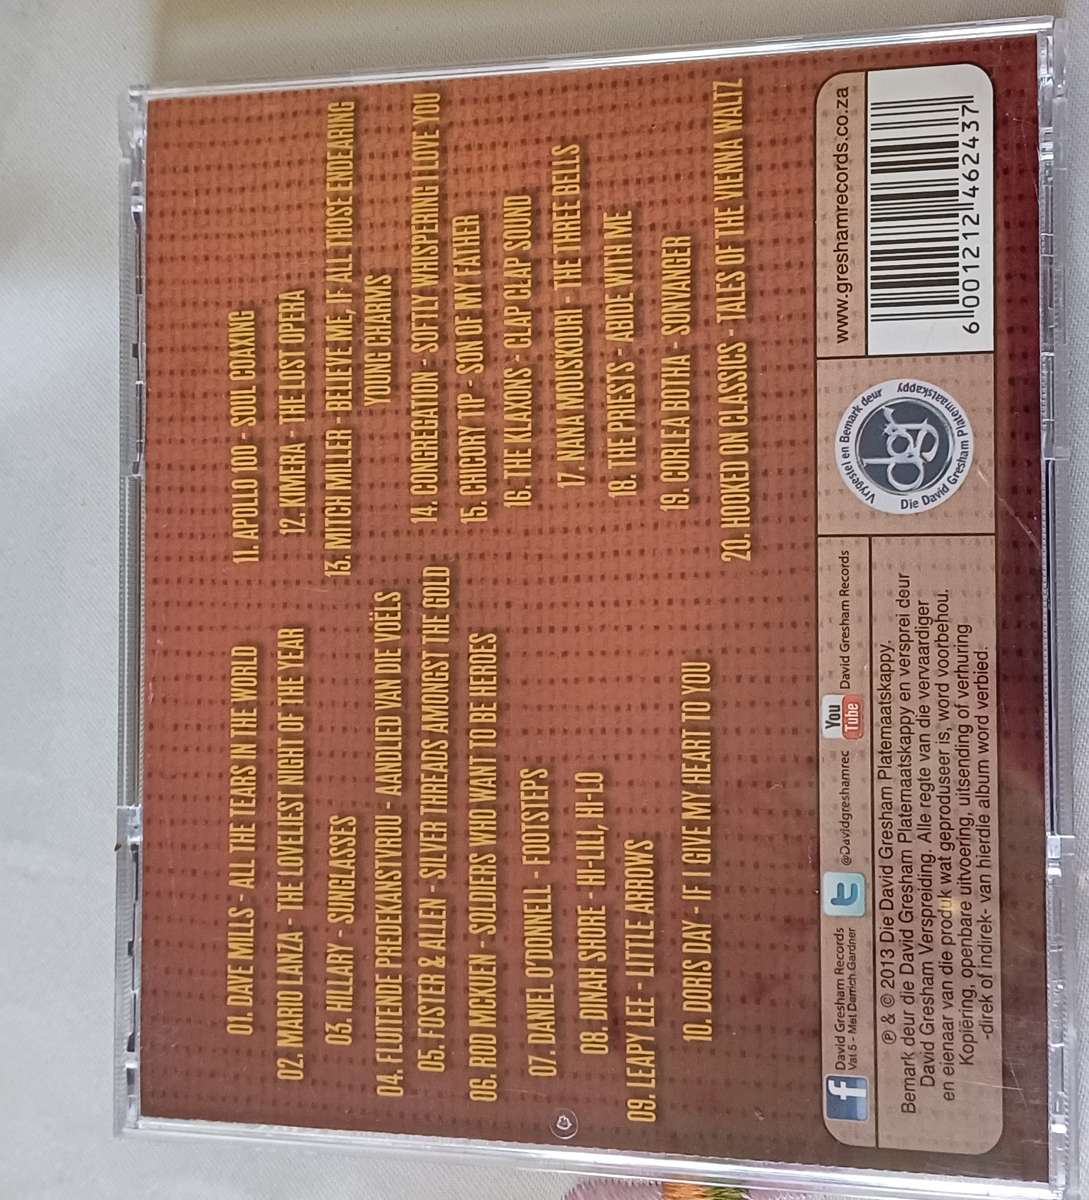 01. DAVE MILLS - ALL THE TEARS IN THE WORLD
02. MARIO LANZA - THE LOVELIEST NIGHT OF THE YEAR
03. HILLARY - SUNGLASSES
04. FLUITENDE PREDEKANSTYROU - AANDLIED VAN DIE VOËLS
05. FOSTER & ALLEN - SILVER THREADS AMONGST THE GOLD
06. ROD MCKUEN - SOLDIERS WHO WANT TO BE HEROES
07. DANIEL O'DONNELL - FOOTSTEPS
08. DINAH SHORE - HI-LILI, HI-LO
09. LEAPY LEE - LITTLE ARROWS
10. DORIS DAY - IF I GIVE MY HEART TO YOU
11. APOLLO 100 - SOUL COAXING
12. KIMERA - THE LOST OPERA
13. MITCH MILLER - BELIEVE ME, IF ALL THOSE ENDEARING
YOUNG CHARMS
14. CONGREGATION - SOFTLY WHISPERING I LOVE YOU
15. CHICORY TIP - SON OF MY FATHER
16. THE KLAXONS - CLAP CLAP SOUND
17. NANA MOUSKOURI - THE THREE BELLS
18. THE PRIESTS - ABIDE WITH ME
19. CORLEA BOTHA - SONVANGER
20. HOOKED ON CLASSICS - TALES OF THE VIENNA WALTZ
f David Gresham Records
Vat 5 - Met Derrich Gardner
t @Davidgreshamrec
You Tube David Gresham Records
℗ & © 2013 Die David Gresham Platemaatskappy.
Bemark deur die David Gresham Platemaatskappy en versprei deur
David Gresham Verspreiding. Alle regte van die vervaardiger
en eienaar van die produk wat geproduseer is, word voorbehou.
Kopiëring, openbare uitvoering, uitsending of verhuring
-direk of indirek- van hierdie album word verbied.
Vrygestel en Bemark deur
dgr
Die David Gresham Platemaatskappy
www.greshamrecords.co.za
6 001212 462437